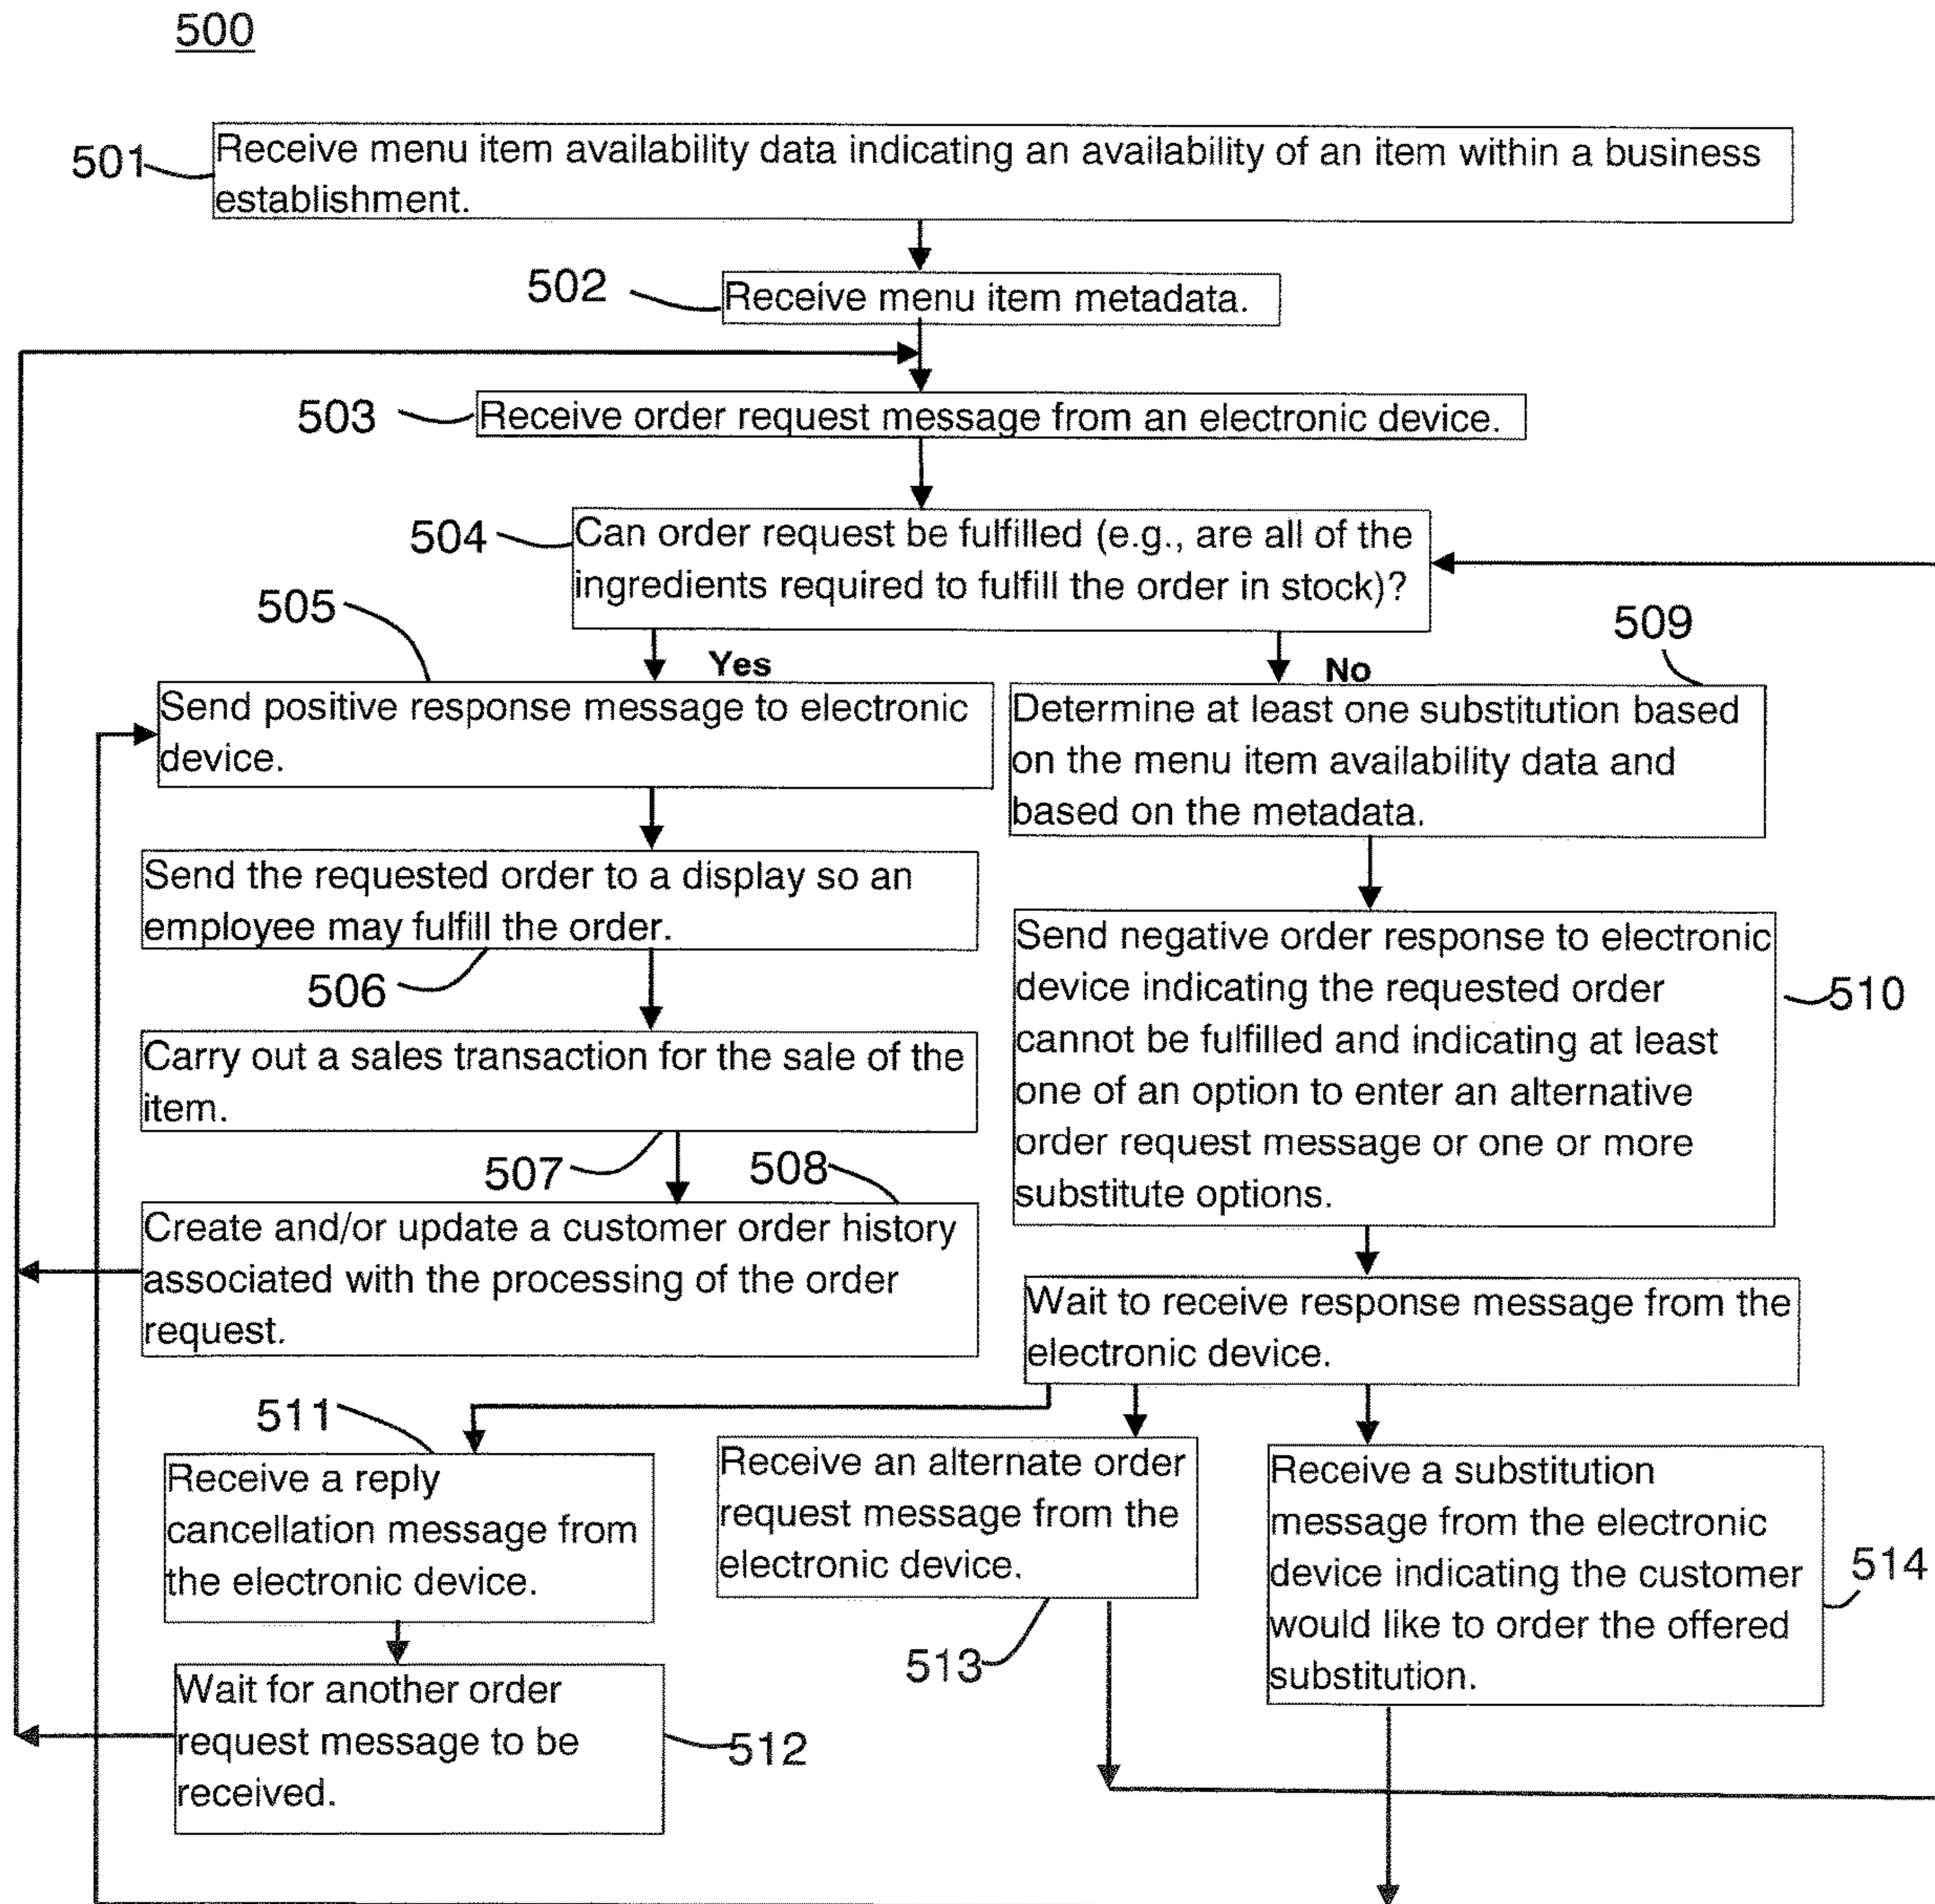 500
501
Receive menu item availability data indicating an availability of an item within a business
establishment.
502
Receive menu item metadata.
503
Receive order request message from an electronic device.
504
Can order request be fulfilled (e.g., are all of the
ingredients required to fulfill the order in stock)?
505
Yes
Send positive response message to electronic
device.
Send the requested order to a display so an
employee may fulfill the order.
506
Carry out a sales transaction for the sale of the
item.
507
508
Create and/or update a customer order history
associated with the processing of the order
request.
509
No
Determine at least one substitution based
on the menu item availability data and
based on the metadata.
Send negative order response to electronic
device indicating the requested order
cannot be fulfilled and indicating at least
one of an option to enter an alternative
order request message or one or more
substitute options.
510
Wait to receive response message from the
electronic device.
511
Receive a reply
cancellation message from
the electronic device.
Wait for another order
request message to be
received.
512
Receive an alternate order
request message from the
electronic device.
513
Receive a substitution
message from the electronic
device indicating the customer
would like to order the offered
substitution.
514